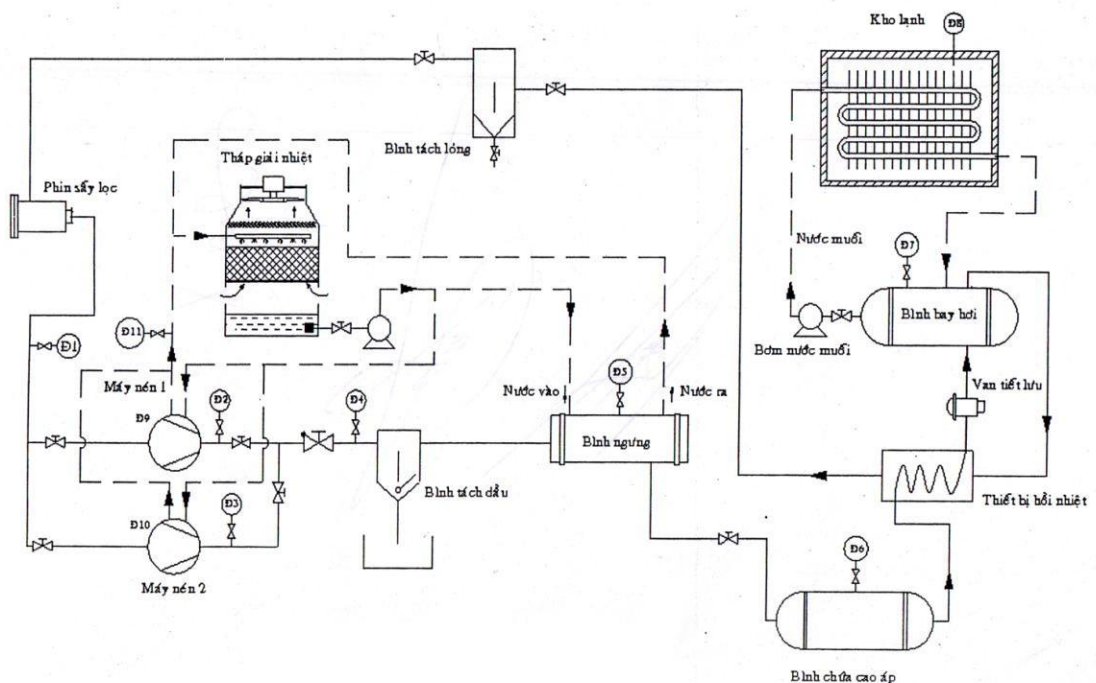 Kho lạnh
Đ8
Bình tách lỏng
Tháp giải nhiệt
Phin sấy lọc
Nước muối
Đ7
Bình bay hơi
Bơm nước muối
Đ11
Đ1
Máy nén 1
Đ9
Đ2
Đ4
Nước vào
Đ5
Nước ra
Van tiết lưu
Bình ngưng
Bình tách dầu
Thiết bị hồi nhiệt
Đ10
Đ3
Máy nén 2
Đ6
Bình chứa cao áp